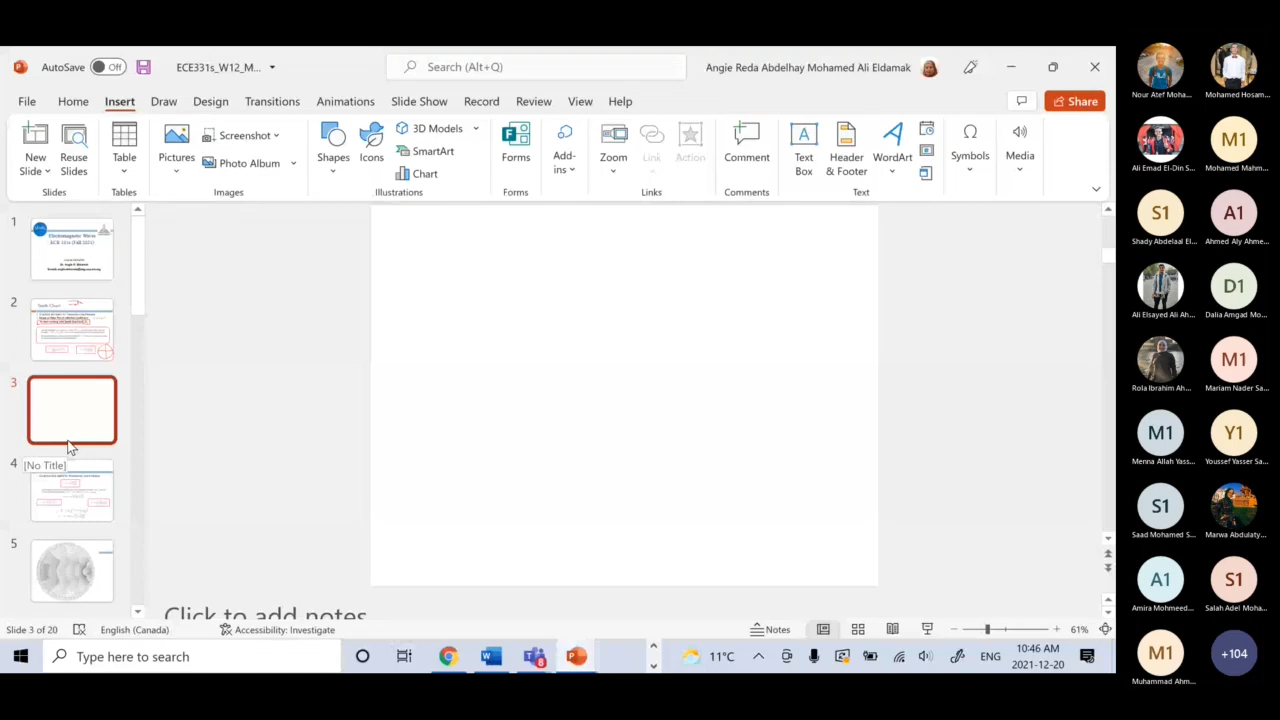 AutoSave Off ECE331s_W12_M... Search (Alt+Q) Angie Reda Abdelhay Mohamed Ali Eldamak
File Home Insert Draw Design Transitions Animations Slide Show Record Review View Help Share
New Slide Reuse Slides Table Pictures Screenshot Photo Album Shapes Icons 3D Models SmartArt Chart Forms Add-ins Zoom Link Action Comment Text Box Header & Footer WordArt Symbols Media
Slides Tables Images Illustrations Forms Links Comments Text
1
Electromagnetic Waves
2
Smith Chart
3
4 [No Title]
5
Click to add notes
Slide 3 of 20 English (Canada) Accessibility: Investigate Notes 61%
Type here to search 8 11°C ENG 10:46 AM
2021-12-20
Nour Atef Moha... Mohamed Hosam...
M1
Ali Emad El-Din S... Mohamed Mahm...
S1 A1
Shady Abdelaal El... Ahmed Aly Ahme...
D1
Ali Elsayed Ali Ah... Dalia Amgad Mo...
M1
Rola Ibrahim Ah... Mariam Nader Sa...
M1 Y1
Menna Allah Yass... Youssef Yasser Sa...
S1
Saad Mohamed S... Marwa Abdulaty...
A1 S1
Amira Mohmeed... Salah Adel Moha...
M1 +104
Muhammad Ahm...